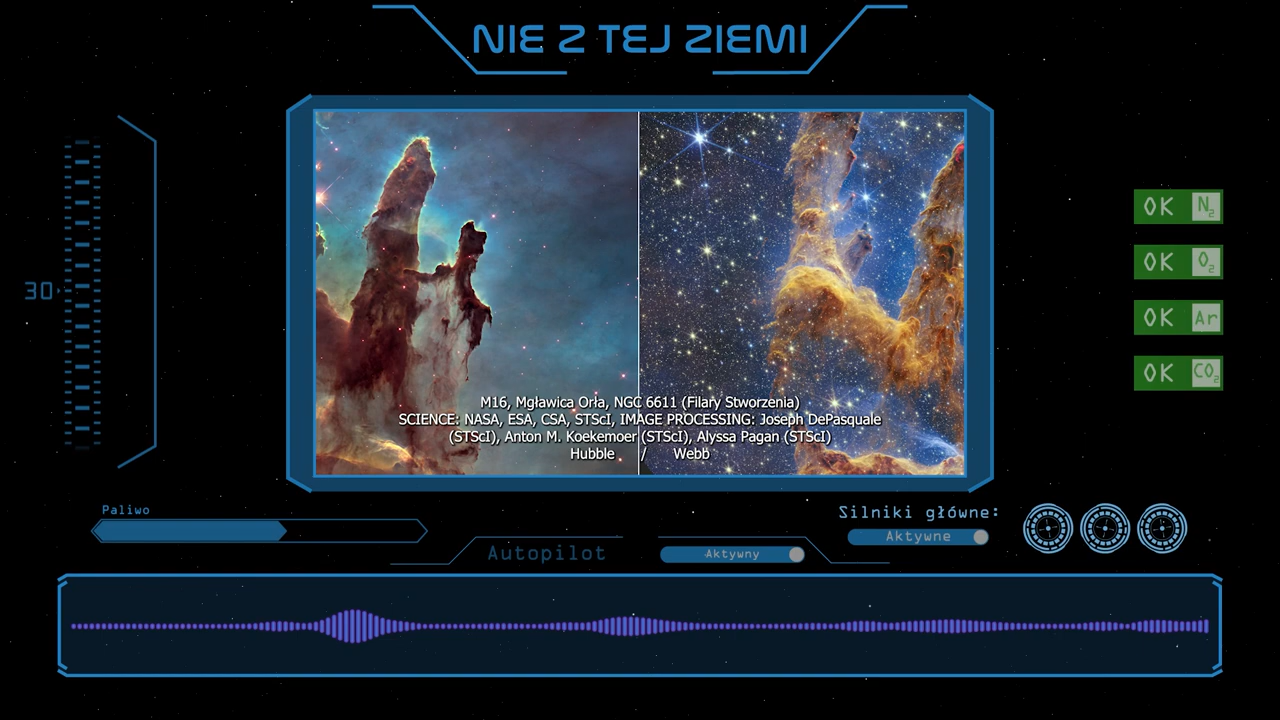 NIE Z TEJ ZIEMI
30
OK N₂
OK O₂
OK Ar
OK CO₂
M16, Mgławica Orła, NGC 6611 (Filary Stworzenia)
SCIENCE: NASA, ESA, CSA, STScI, IMAGE PROCESSING: Joseph DePasquale
(STScI), Anton M. Koekemoer (STScI), Alyssa Pagan (STScI)
Hubble / Webb
Paliwo
Silniki główne:
Aktywne
Autopilot
Aktywny